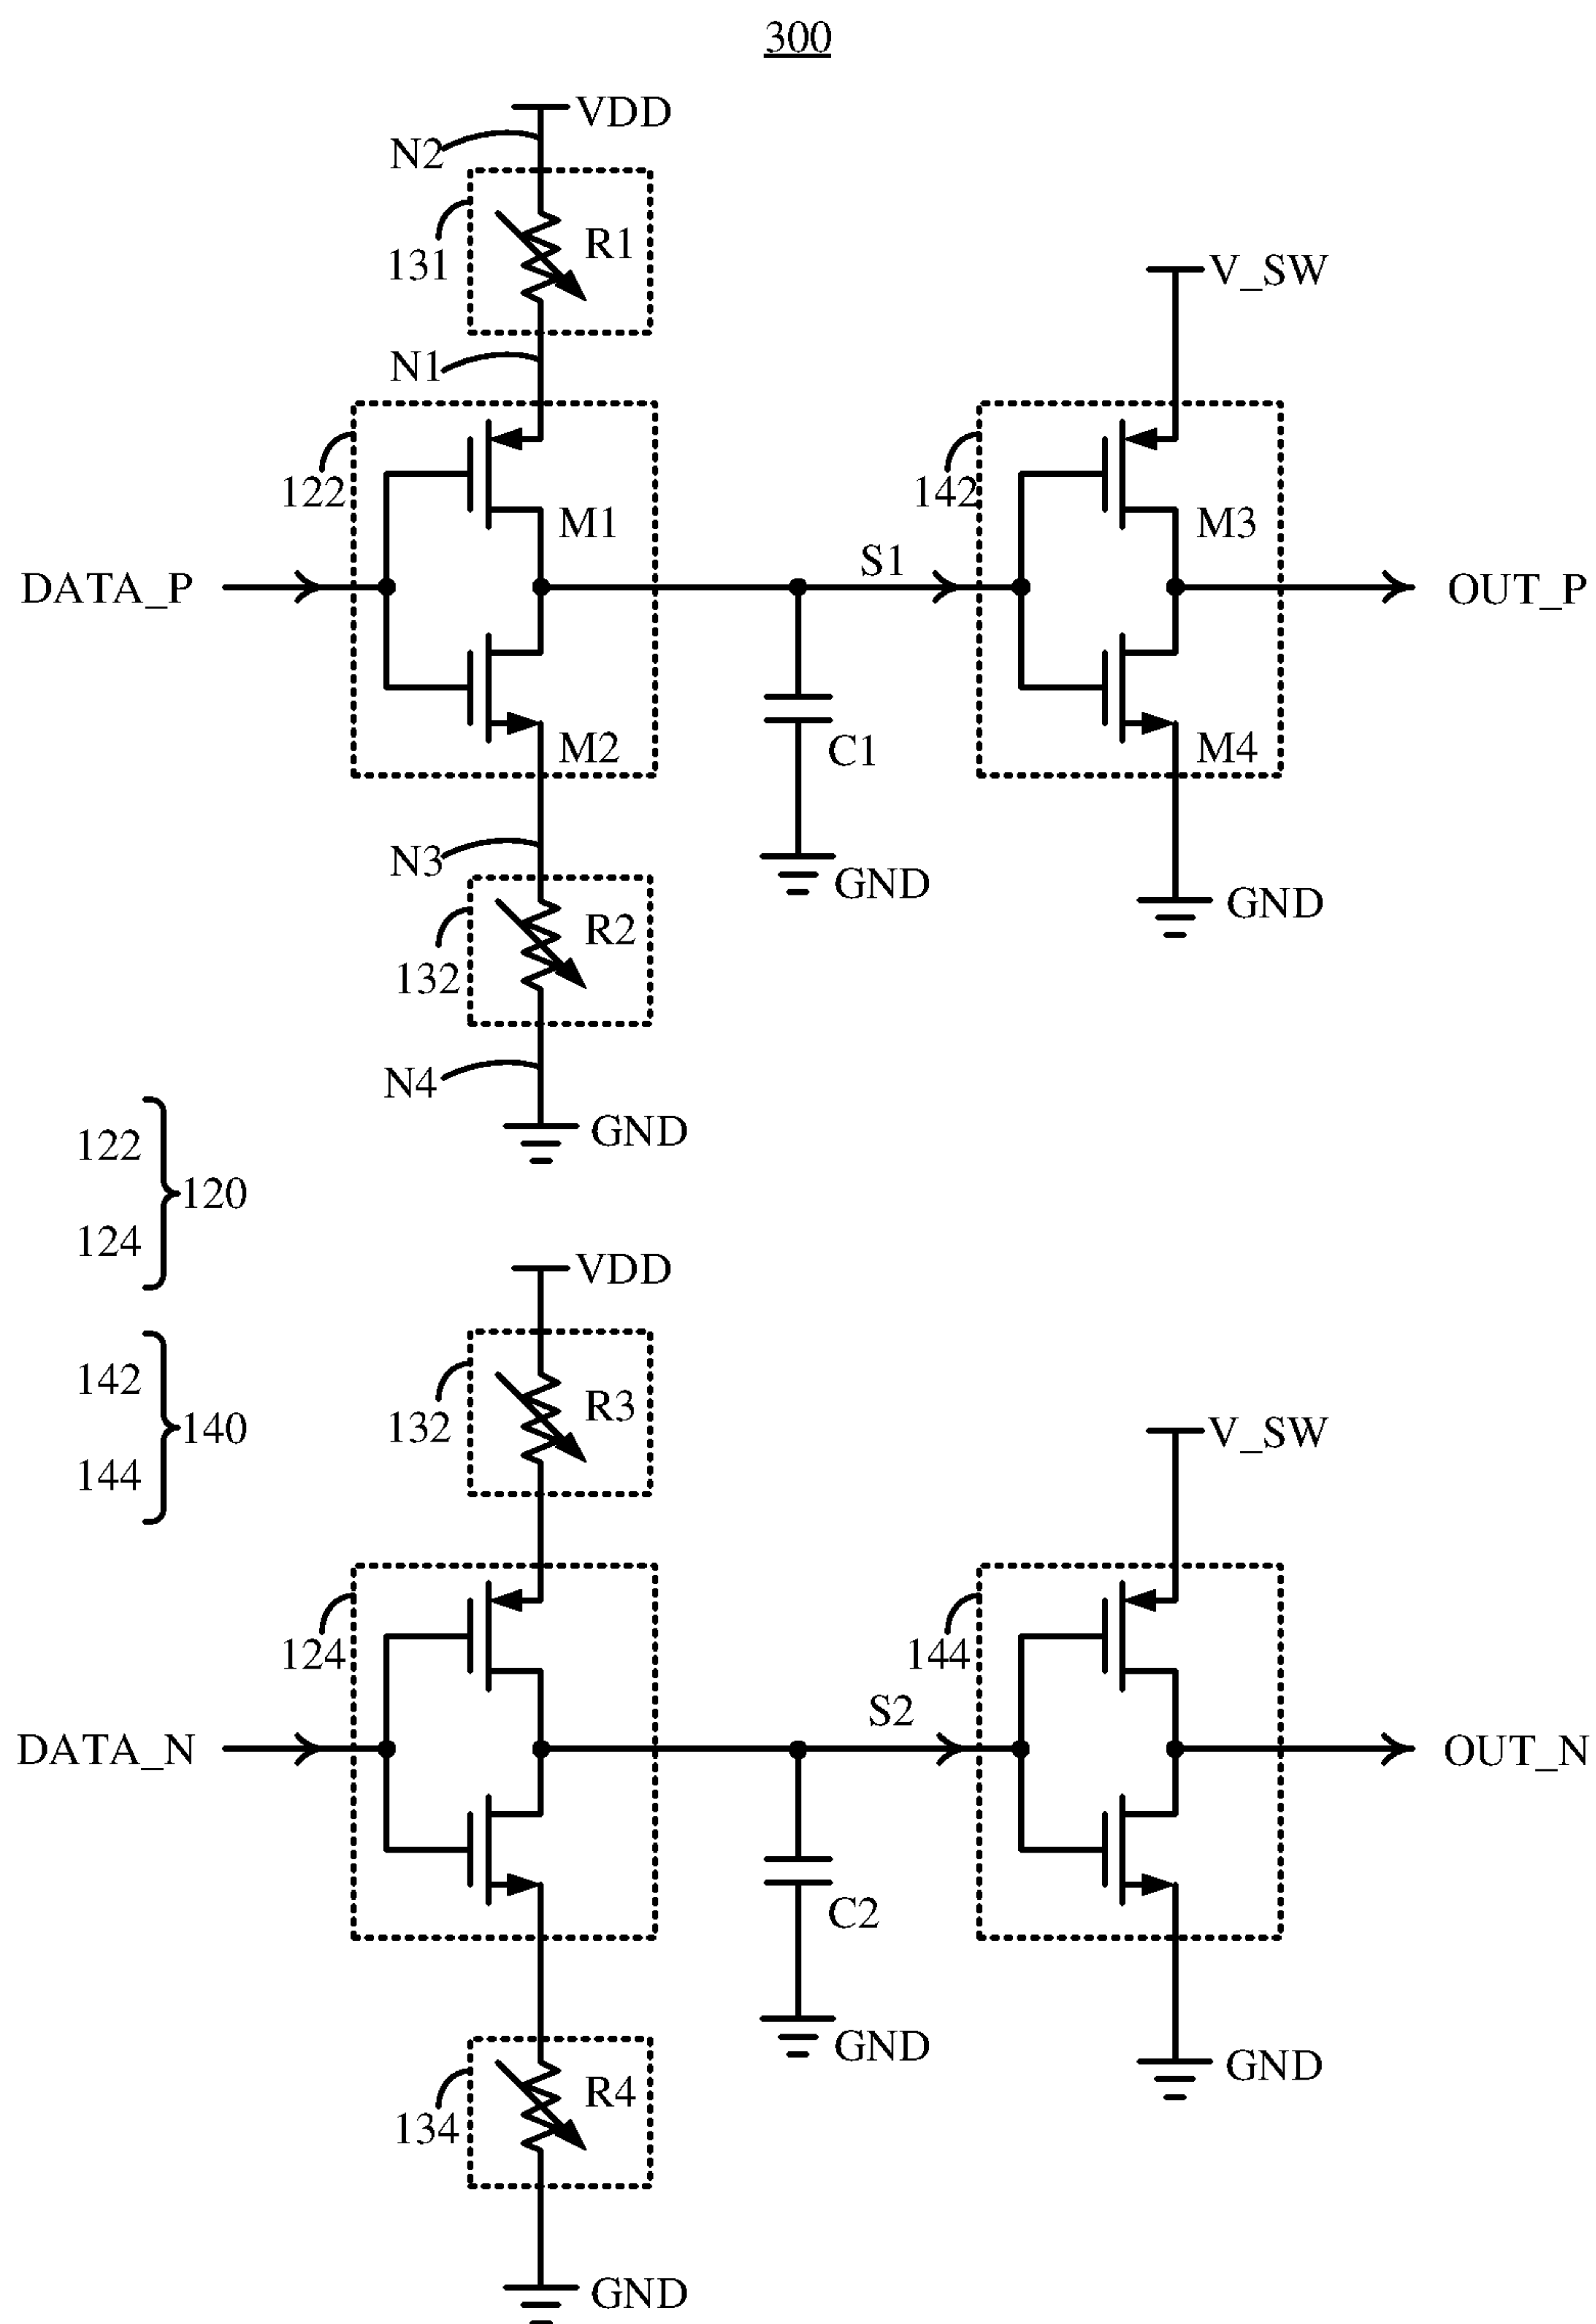 300
VDD
N2
R1
131
V_SW
N1
122
142
M1
M3
S1
DATA_P
OUT_P
M2
C1
M4
N3
GND
GND
R2
132
N4
GND
122
120
124
VDD
142
R3
140
132
V_SW
144
124
144
S2
DATA_N
OUT_N
C2
GND
GND
R4
134
GND